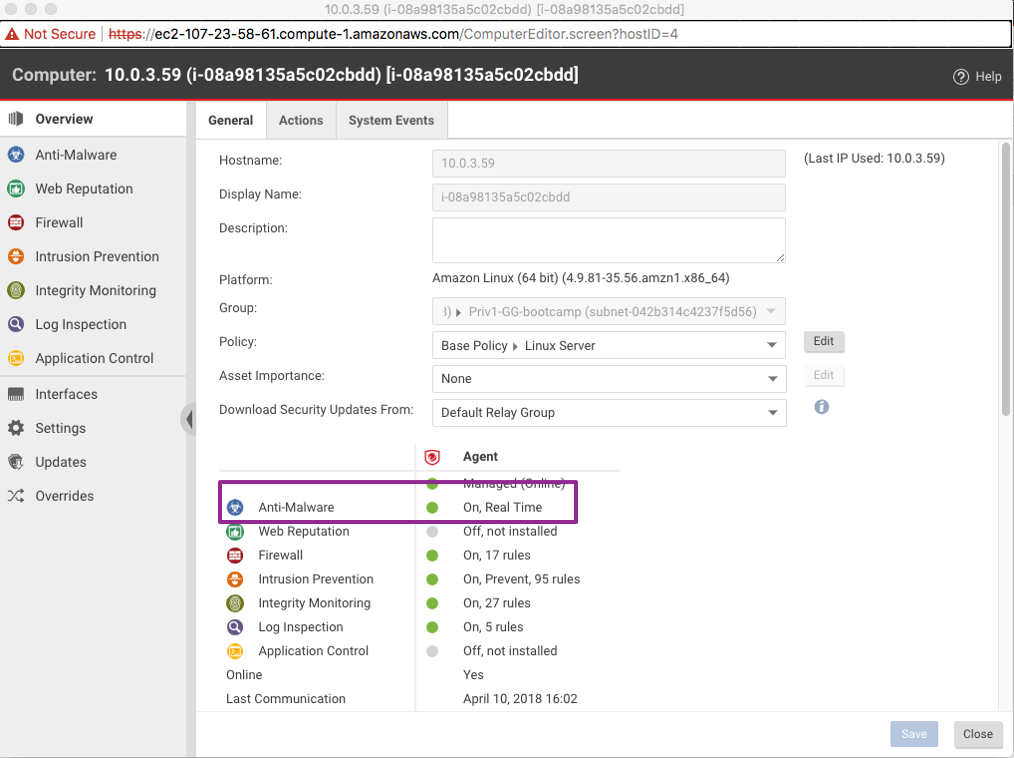 10.0.3.59 (i-08a98135a5c02cbdd) [i-08a98135a5c02cbdd]
Not Secure | https://ec2-107-23-58-61.compute-1.amazonaws.com/ComputerEditor.screen?hostID=4
Computer: 10.0.3.59 (i-08a98135a5c02cbdd) [i-08a98135a5c02cbdd]
? Help
Overview
Anti-Malware
Web Reputation
Firewall
Intrusion Prevention
Integrity Monitoring
Log Inspection
Application Control
Interfaces
Settings
Updates
Overrides
General Actions System Events
Hostname: 10.0.3.59 (Last IP Used: 10.0.3.59)
Display Name: i-08a98135a5c02cbdd
Description:
Platform: Amazon Linux (64 bit) (4.9.81-35.56.amzn1.x86_64)
Group: ) Priv1-GG-bootcamp (subnet-042b314c4237f5d56)
Policy: Base Policy Linux Server Edit
Asset Importance: None Edit
Download Security Updates From: Default Relay Group
Agent
Managed (Online)
Anti-Malware On, Real Time
Web Reputation Off, not installed
Firewall On, 17 rules
Intrusion Prevention On, Prevent, 95 rules
Integrity Monitoring On, 27 rules
Log Inspection On, 5 rules
Application Control Off, not installed
Online Yes
Last Communication April 10, 2018 16:02
Save Close